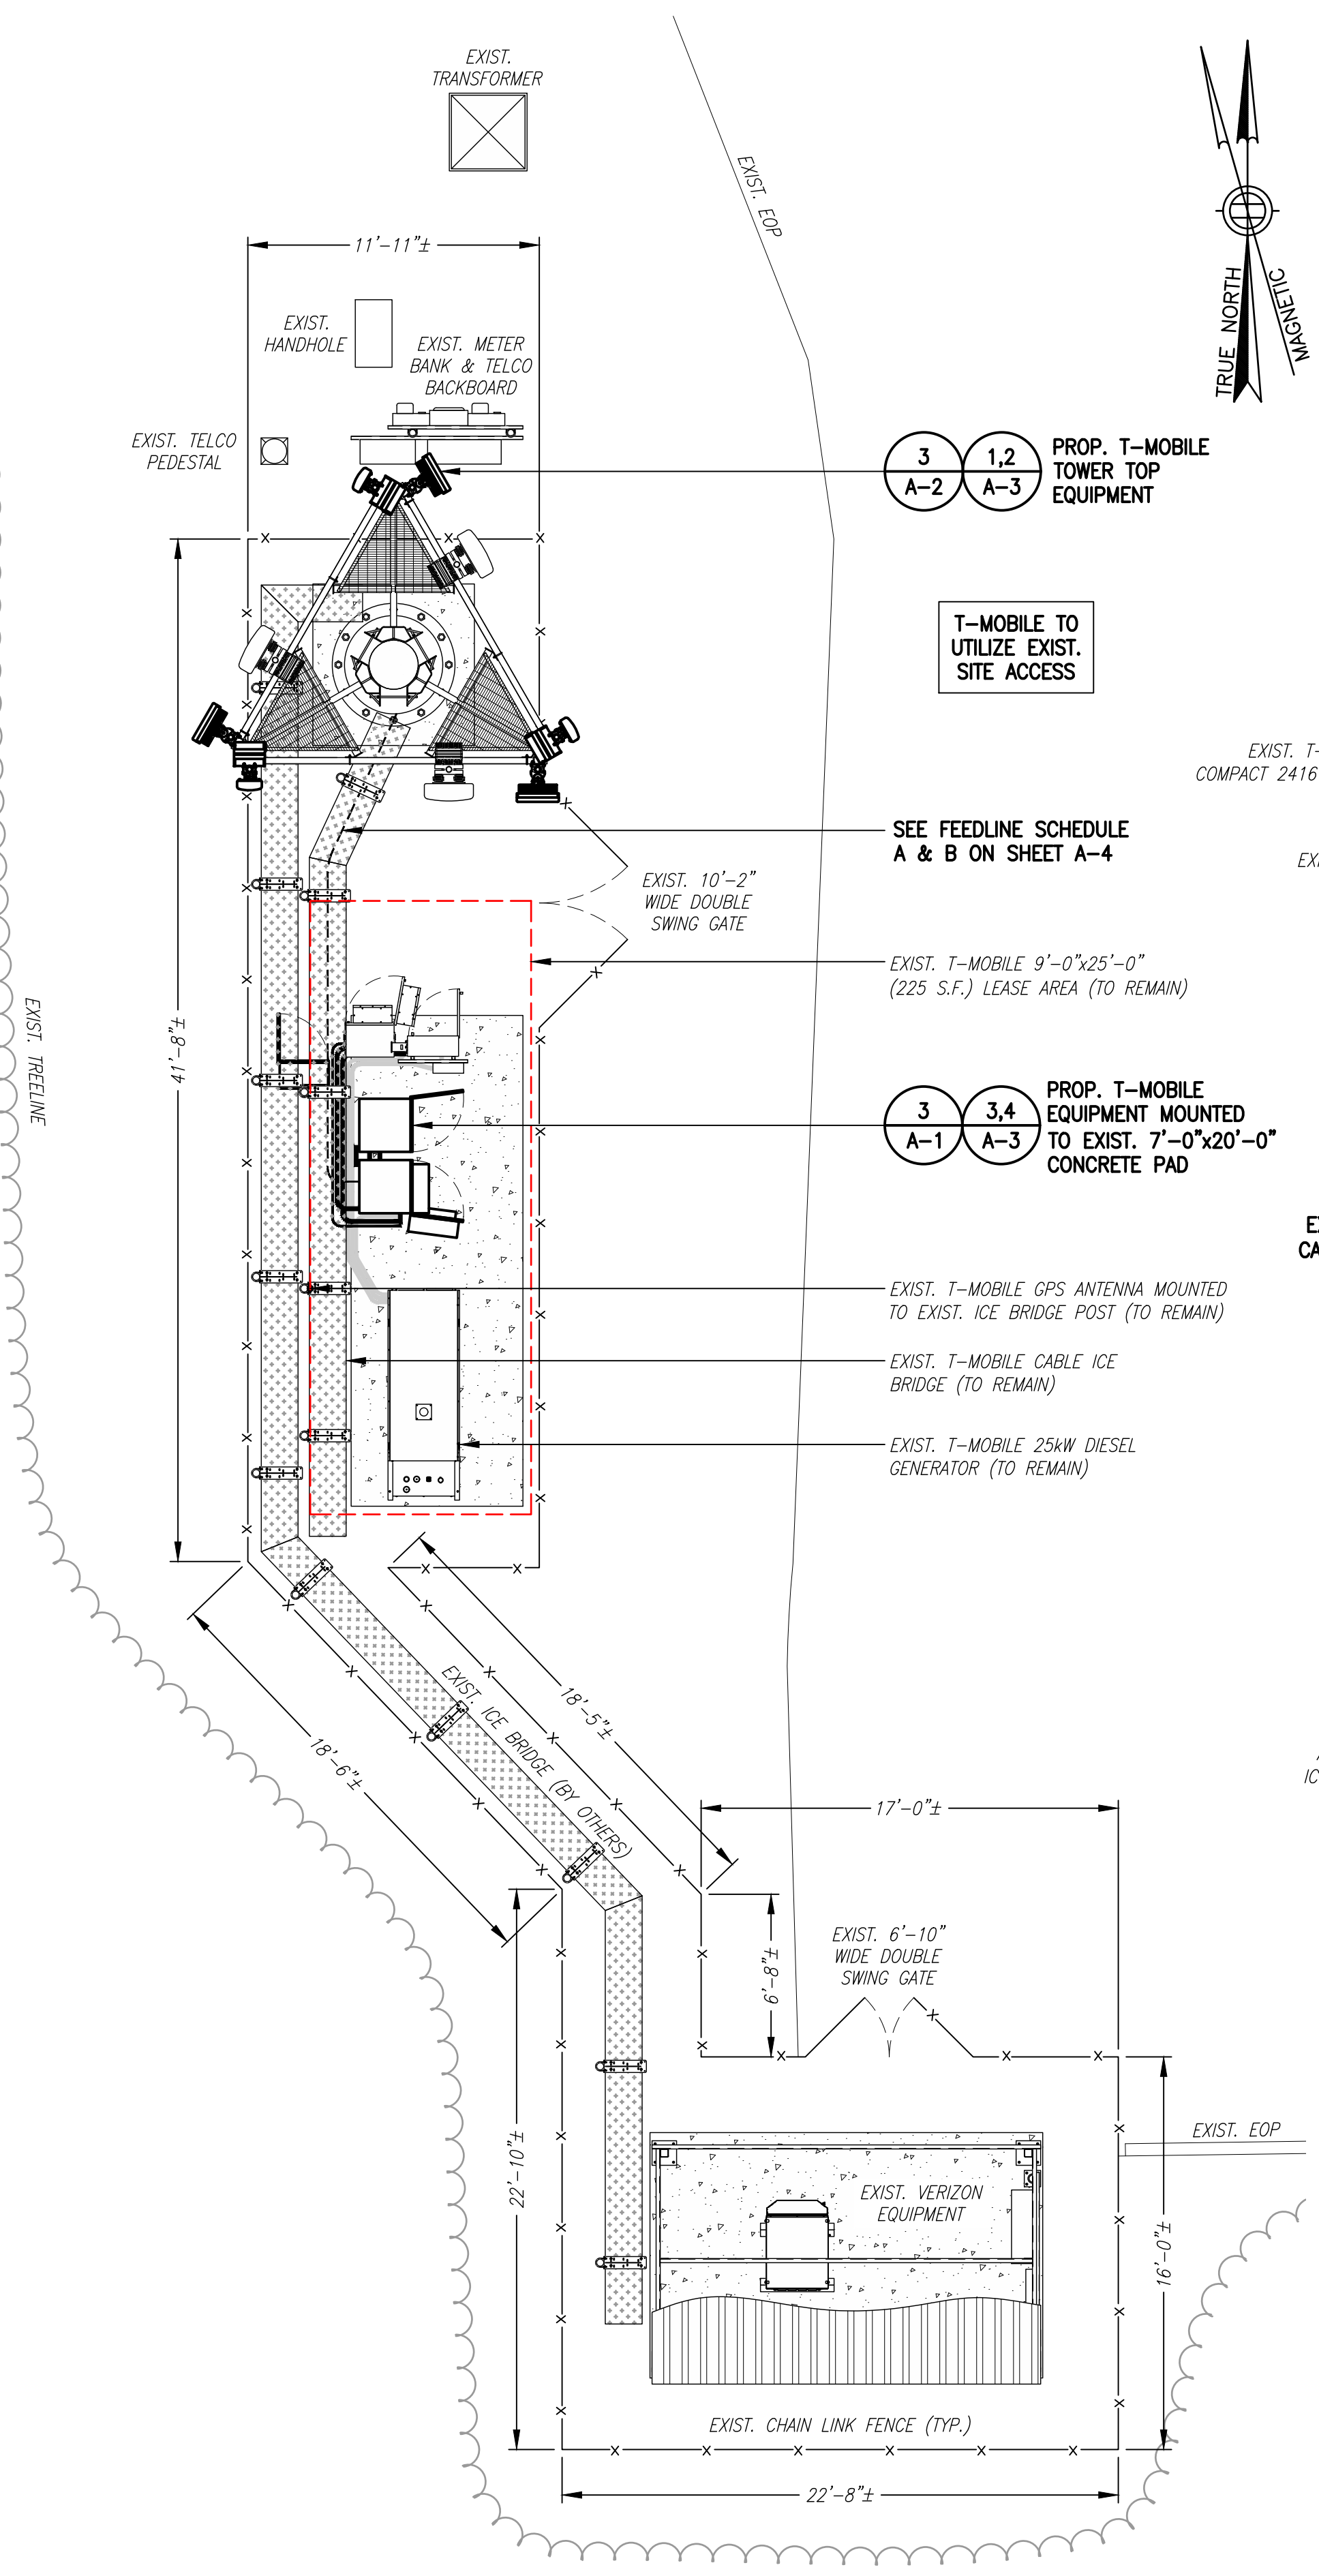 EXIST.
TRANSFORMER
EXIST. EOP
11'-11"±
EXIST.
HANDHOLE
EXIST. METER
BANK & TELCO
BACKBOARD
EXIST. TELCO
PEDESTAL
TRUE NORTH
MAGNETIC
3
A-2
1,2
A-3
PROP. T-MOBILE
TOWER TOP
EQUIPMENT
T-MOBILE TO
UTILIZE EXIST.
SITE ACCESS
EXIST. T-
COMPACT 2416
SEE FEEDLINE SCHEDULE
A & B ON SHEET A-4
EXIST. 10'-2"
WIDE DOUBLE
SWING GATE
EXIST. T-MOBILE 9'-0"x25'-0"
(225 S.F.) LEASE AREA (TO REMAIN)
EXIST. TREELINE
41'-8"±
3
A-1
3,4
A-3
PROP. T-MOBILE
EQUIPMENT MOUNTED
TO EXIST. 7'-0"x20'-0"
CONCRETE PAD
CA
EXIST. T-MOBILE GPS ANTENNA MOUNTED
TO EXIST. ICE BRIDGE POST (TO REMAIN)
EXIST. T-MOBILE CABLE ICE
BRIDGE (TO REMAIN)
EXIST. T-MOBILE 25kW DIESEL
GENERATOR (TO REMAIN)
EXIST. ICE BRIDGE (BY OTHERS)
18'-5"±
18'-6"±
IC
17'-0"±
EXIST. 6'-10"
WIDE DOUBLE
SWING GATE
6'-8"±
22'-10"±
EXIST. EOP
EXIST. VERIZON
EQUIPMENT
16'-0"±
EXIST. CHAIN LINK FENCE (TYP.)
22'-8"±